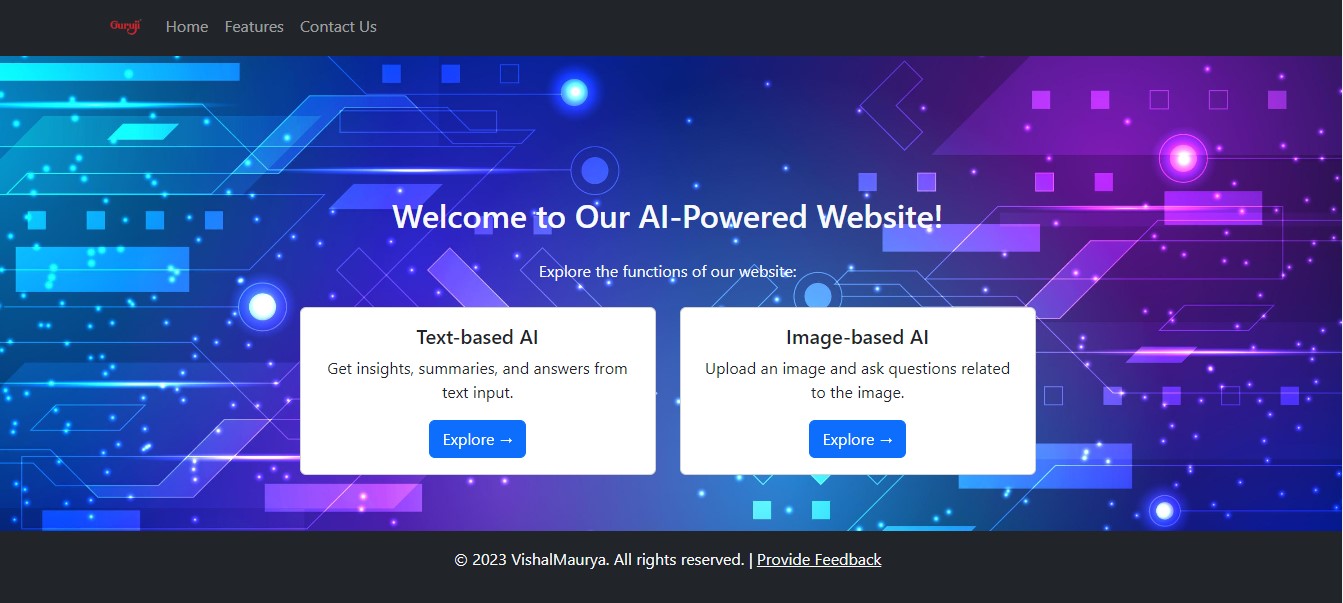 Guruji
Home Features Contact Us
Welcome to Our AI-Powered Website!
Explore the functions of our website:
Text-based AI
Get insights, summaries, and answers from
text input.
Explore →
Image-based AI
Upload an image and ask questions related
to the image.
Explore →
© 2023 VishalMaurya. All rights reserved. | Provide Feedback